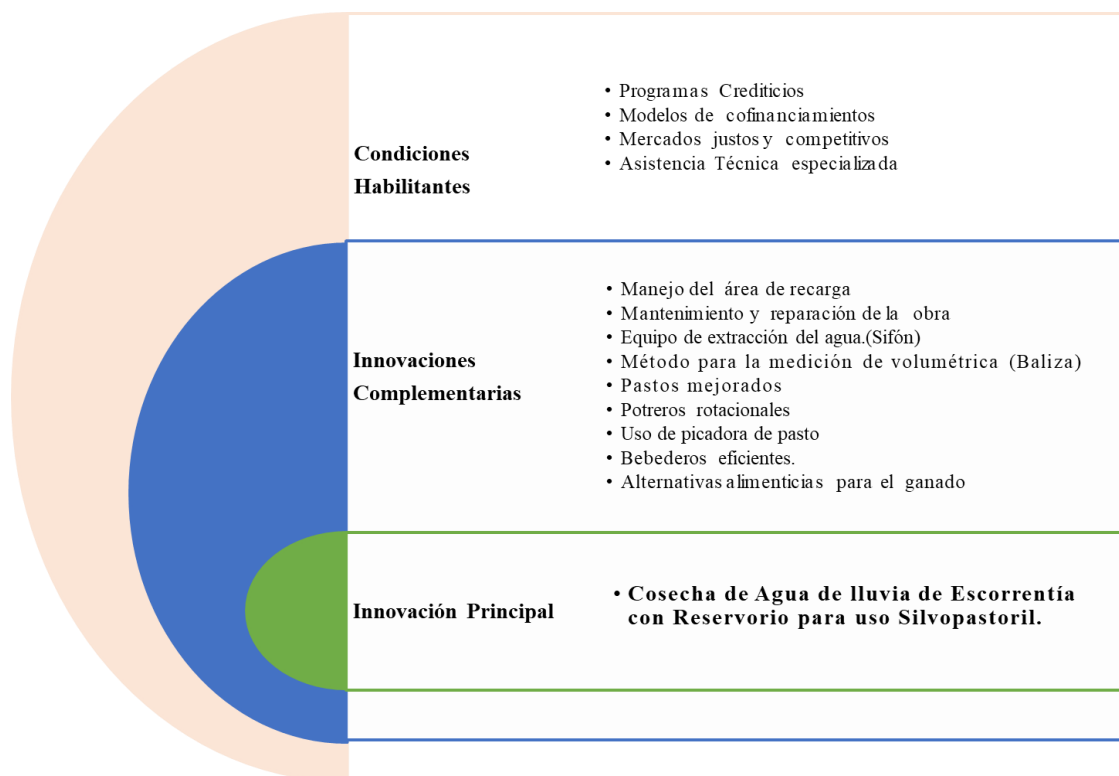 Condiciones
Habilitantes
• Programas Crediticios
• Modelos de cofinanciamientos
• Mercados justos y competitivos
• Asistencia Técnica especializada
Innovaciones
Complementarias
• Manejo del área de recarga
• Mantenimiento y reparación de la obra
• Equipo de extracción del agua.(Sifón)
• Método para la medición de volumétrica (Baliza)
• Pastos mejorados
• Potreros rotacionales
• Uso de picadora de pasto
• Bebederos eficientes.
• Alternativas alimenticias para el ganado
Innovación Principal
• Cosecha de Agua de lluvia de Escorrentía
con Reservorio para uso Silvopastoril.